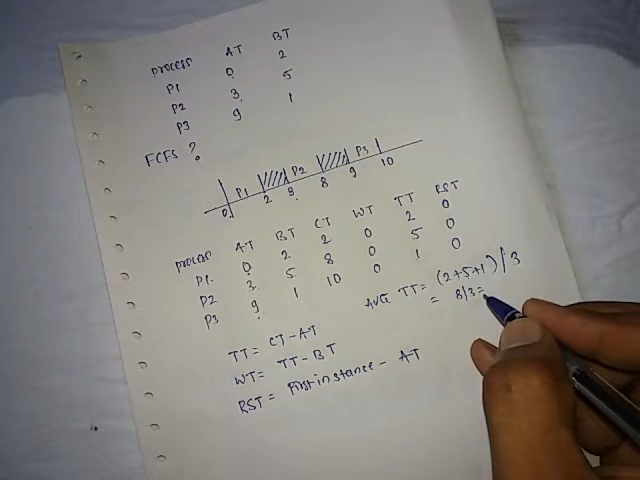 process AT BT
P1 0 2
P2 3 5
P3 9 1
FCFS ?
P1 P2 P3
0 2 3 8 9 10
process AT BT CT WT TT RST
P1 0 2 2 0 2 0
P2 3 5 8 0 5 0
P3 9 1 10 0 1 0
AVG TT = (2+5+1)/3
= 8/3 =
TT = CT - AT
WT = TT - BT
RST = First instance - AT